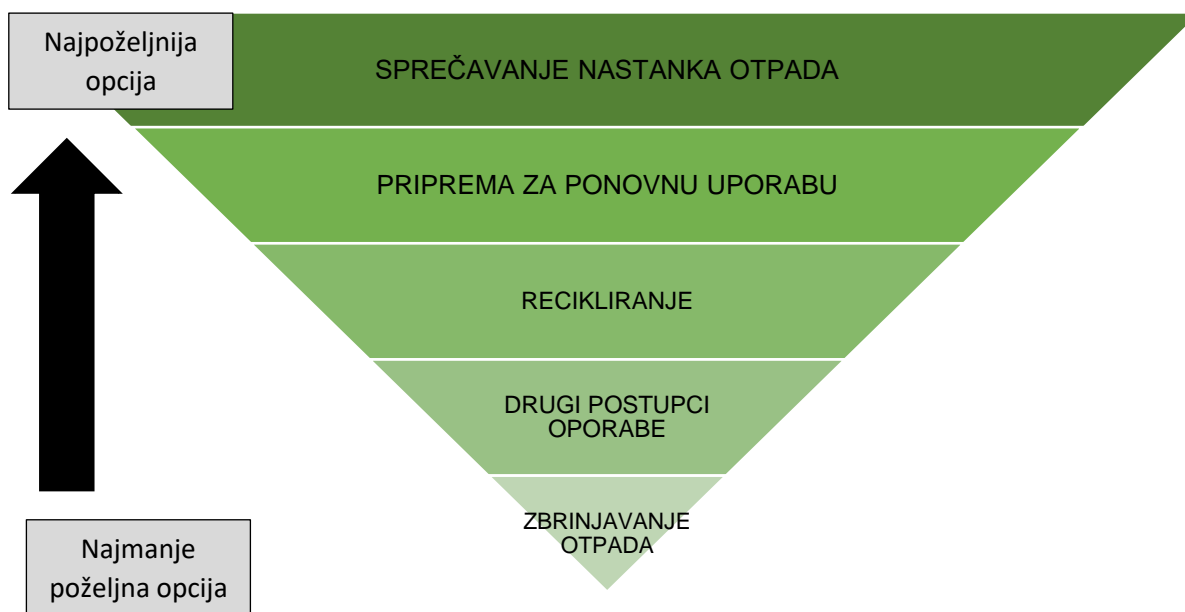 Najpoželjnija
opcija
SPREČAVANJE NASTANKA OTPADA
PRIPREMA ZA PONOVNU UPORABU
RECIKLIRANJE
DRUGI POSTUPCI
OPORABE
ZBRINJAVANJE
OTPADA
Najmanje
poželjna opcija